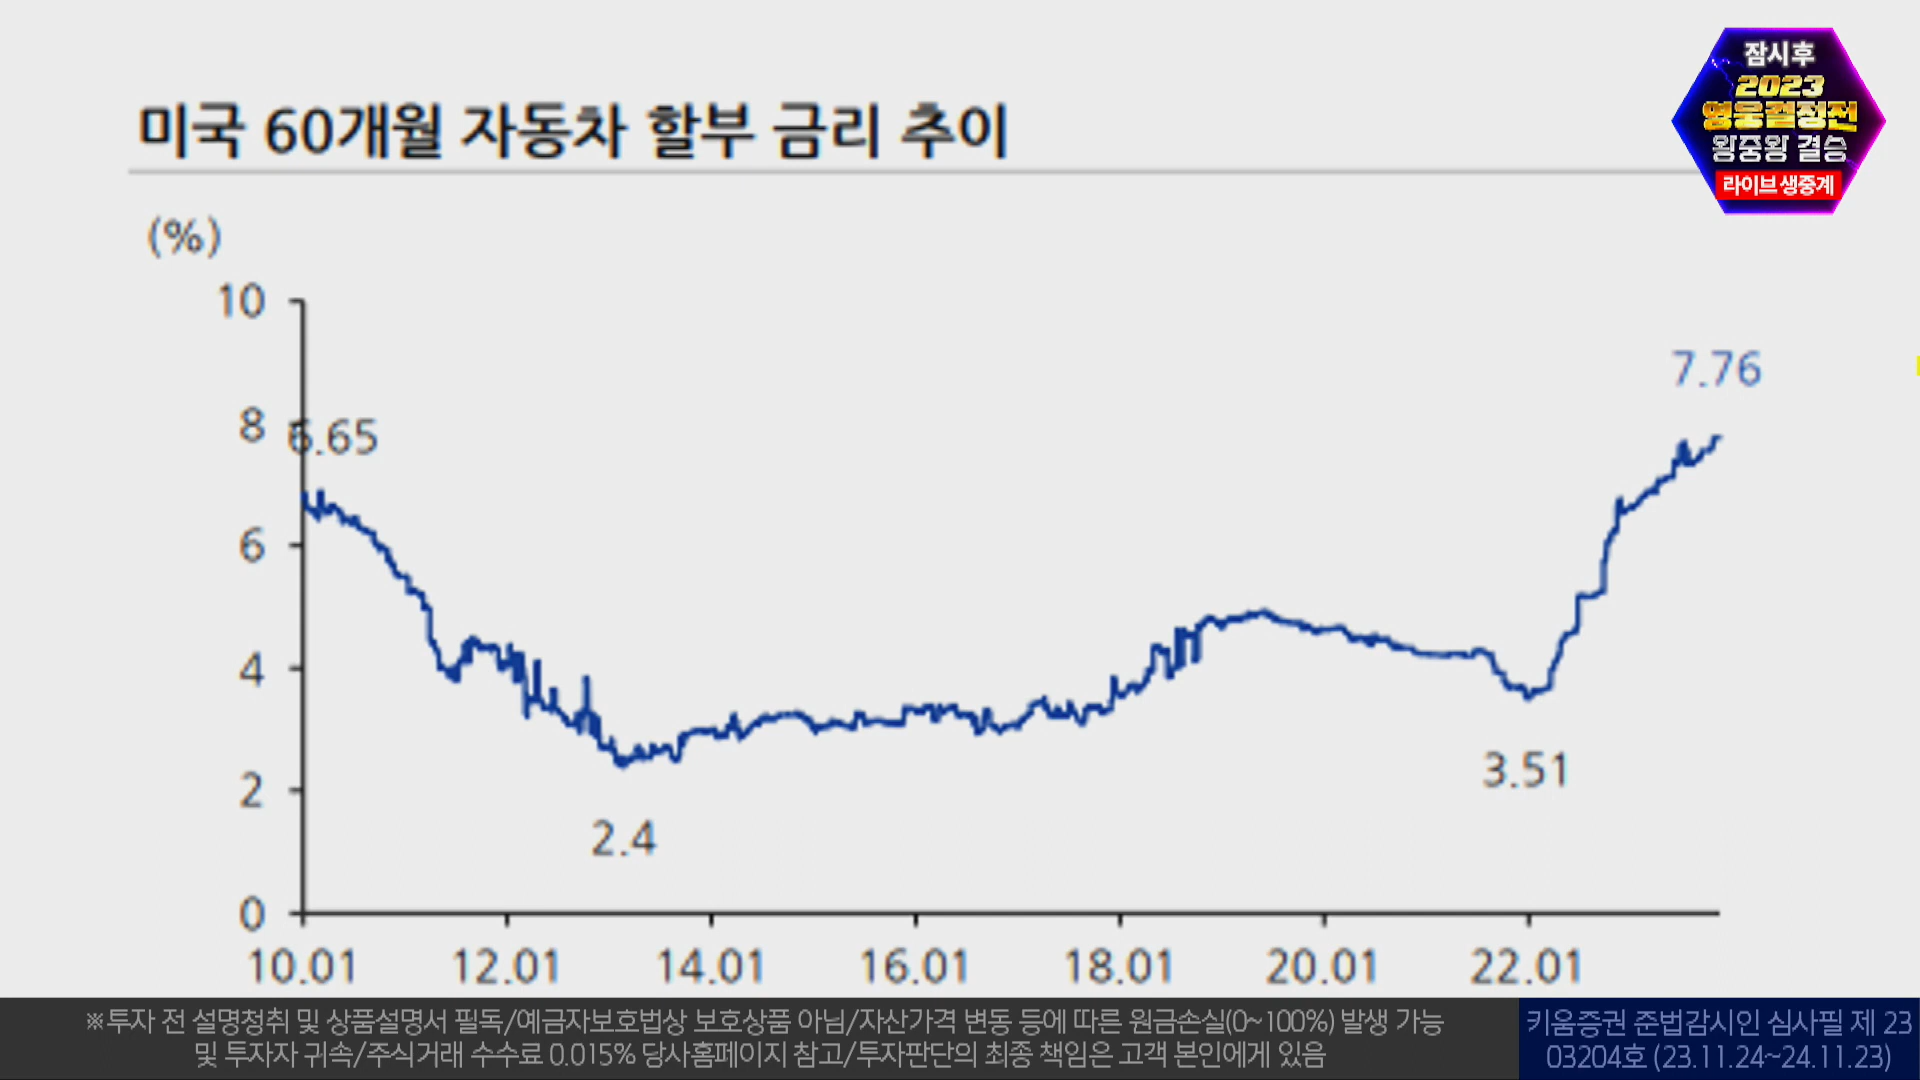 잠시후
2023
영웅결정전
왕중왕 결승
라이브 생중계
미국 60개월 자동차 할부 금리 추이
(%)
10
8
6
4
2
0
6.65
2.4
3.51
7.76
10.01 12.01 14.01 16.01 18.01 20.01 22.01
※투자 전 설명청취 및 상품설명서 필독/예금자보호법상 보호상품 아님/자산가격 변동 등에 따른 원금손실(0~100%) 발생 가능
및 투자자 귀속/주식거래 수수료 0.015% 당사홈페이지 참고/투자판단의 최종 책임은 고객 본인에게 있음
키움증권 준법감시인 심사필 제 23
03204호 (23.11.24~24.11.23)